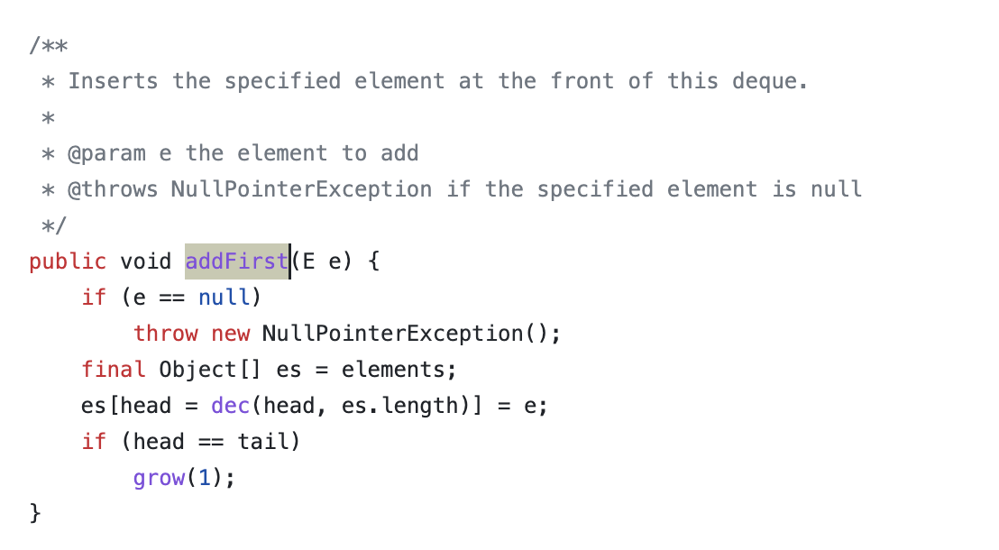 /**
 * Inserts the specified element at the front of this deque.
 *
 * @param e the element to add
 * @throws NullPointerException if the specified element is null
 */
public void addFirst(E e) {
    if (e == null)
        throw new NullPointerException();
    final Object[] es = elements;
    es[head = dec(head, es.length)] = e;
    if (head == tail)
        grow(1);
}